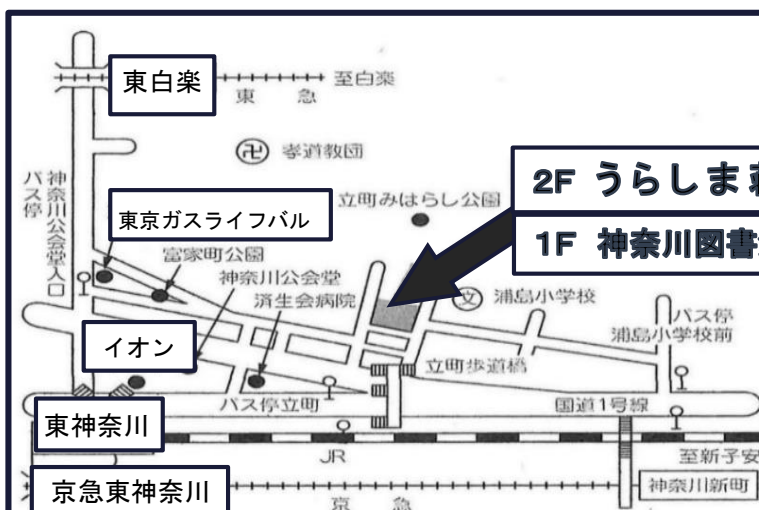 東白楽
至白楽
東急
卍 孝道教団
神奈川公会堂入口
バス停
2F うらしま
1F 神奈川図書
立町みはらし公園
東京ガスライフバル
富家町公園
神奈川公会堂
済生会病院
文 浦島小学校
バス停
浦島小学校前
イオン
立町歩道橋
バス停立町
国道1号線
東神奈川
JR
至新子安
京急東神奈川
京急
神奈川新町